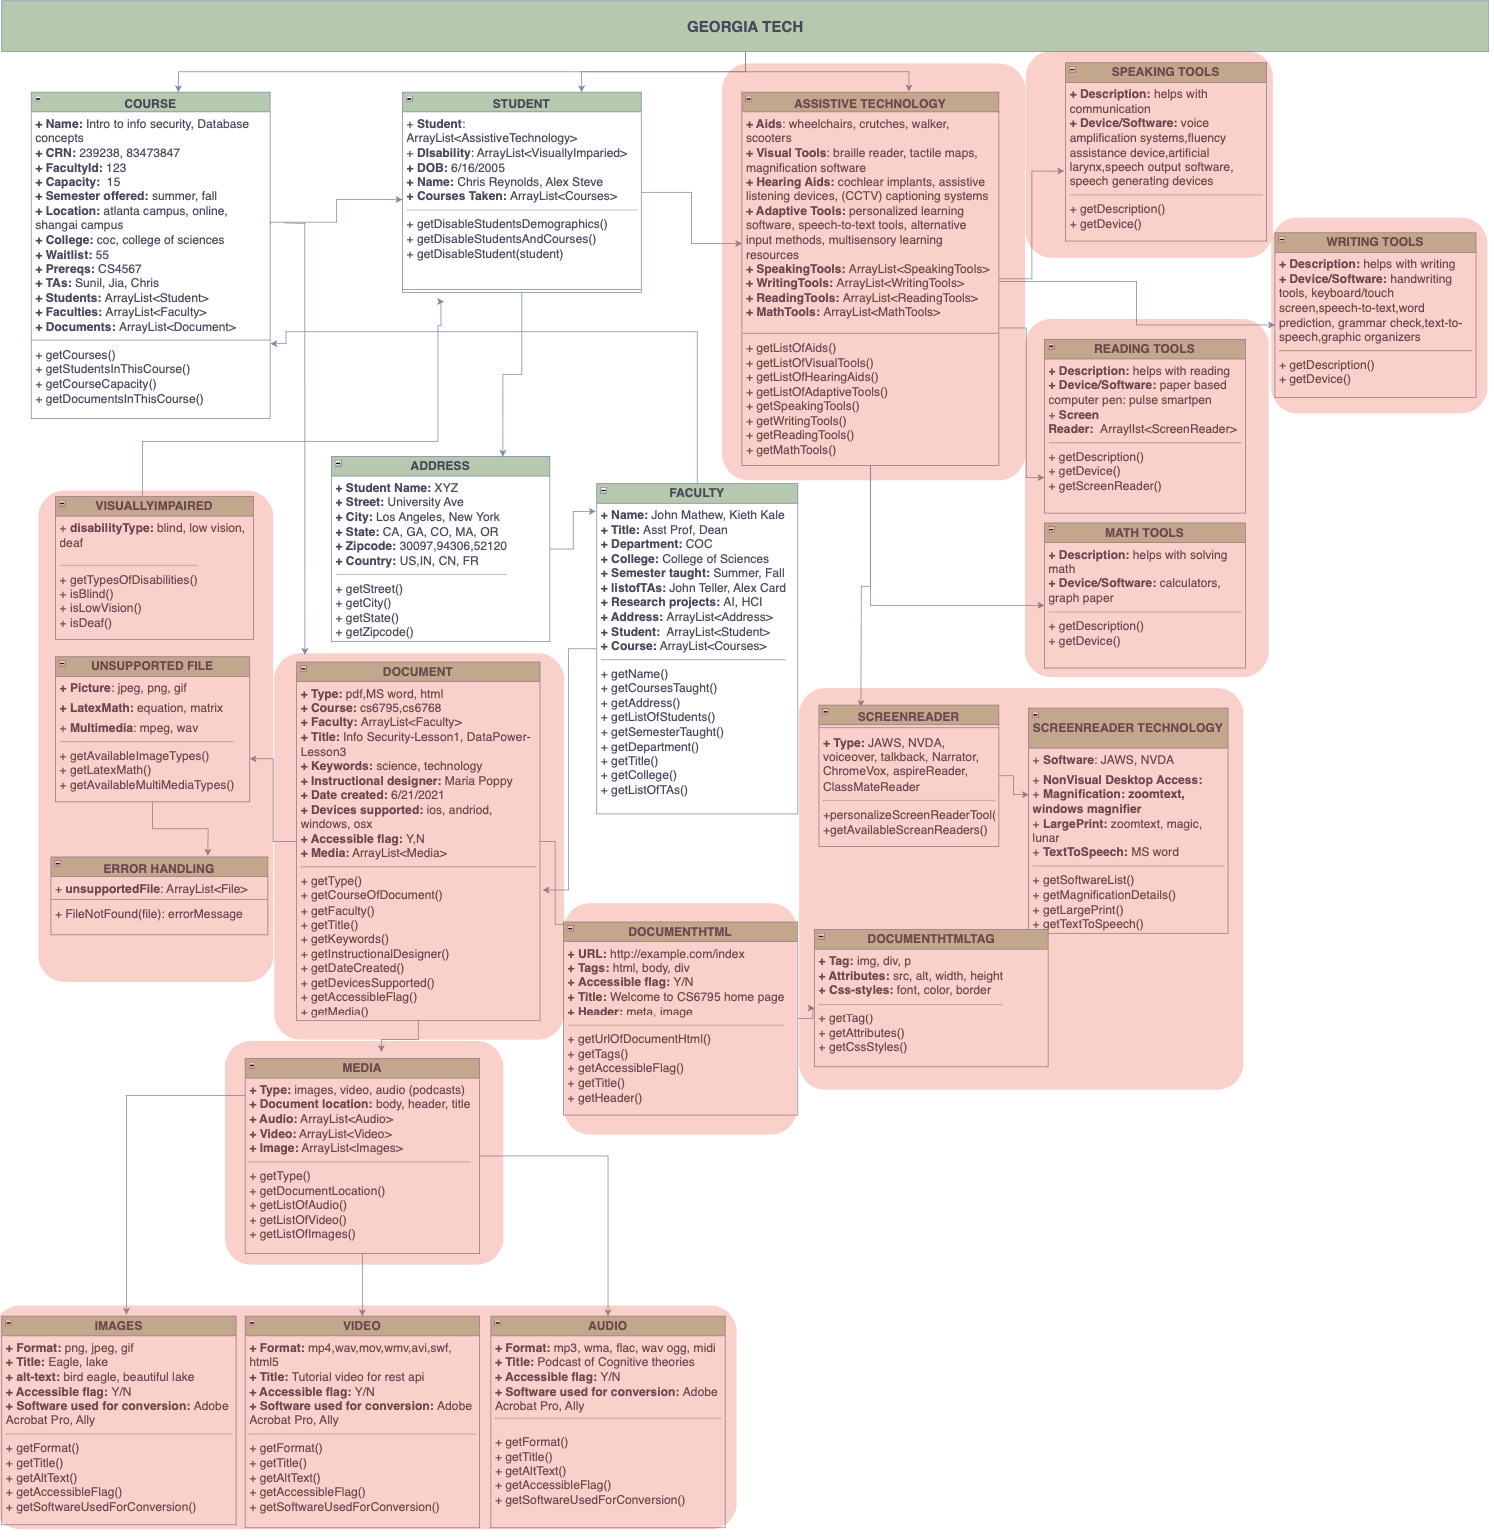 GEORGIA TECH
COURSE
+ Name: Intro to info security, Database
concepts
+ CRN: 239238, 83473847
+ FacutlyId: 123
+ Capacity:  15
+ Semester offered: summer, fall
+ Location: atlanta campus, online,
shangai campus
+ College: coc, college of sciences
+ Waitlist: 55
+ Prereqs: CS4567
+ TAs: Sunil, Jia, Chris
+ Students: ArrayList<Student>
+ Faculties: ArrayList<Faculty>
+ Documents: ArrayList<Document>
+ getCourses()
+ getStudentsInThisCourse()
+ getCourseCapacity()
+ getDocumentsInThisCourse()
STUDENT
+ Student:
ArrayList<AssistiveTechnology>
+ DIsability: ArrayList<VisuallyImparied>
+ DOB: 6/16/2005
+ Name: Chris Reynolds, Alex Steve
+ Courses Taken: ArrayList<Courses>
+ getDisableStudentsDemographics()
+ getDisableStudentsAndCourses()
+ getDisableStudent(student)
ASSISTIVE TECHNOLOGY
+ Aids: wheelchairs, crutches, walker,
scooters
+ Visual Tools: braille reader, tactile maps,
magnification software
+ Hearing Aids: cochlear implants, assistive
listening devices, (CCTV) captioning systems
+ Adaptive Tools: personalized learning
software, speech-to-text tools, alternative
input methods, multisensory learning
resources
+ SpeakingTools: ArrayList<SpeakingTools>
+ WritingTools: ArrayList<WritingTools>
+ ReadingTools: ArrayList<ReadingTools>
+ MathTools: ArrayList<MathTools>
+ getListOfAids()
+ getListOfVisualTools()
+ getListOfHearingAids()
+ getListOfAdaptiveTools()
+ getSpeakingTools()
+ getWritingTools()
+ getReadingTools()
+ getMathTools()
SPEAKING TOOLS
+ Description: helps with
communication
+ Device/Software: voice
amplification systems,fluency
assistance device,artificial
larynx,speech output software,
speech generating devices
+ getDescription()
+ getDevice()
WRITING TOOLS
+ Description: helps with writing
+ Device/Software: handwriting
tools, keyboard/touch
screen,speech-to-text,word
prediction, grammar check,text-to-
speech,graphic organizers
+ getDescription()
+ getDevice()
READING TOOLS
+ Description: helps with reading
+ Device/Software: paper based
computer pen: pulse smartpen
+ Screen
Reader:  ArraylIst<ScreenReader>
+ getDescription()
+ getDevice()
+ getScreenReader()
MATH TOOLS
+ Description: helps with solving
math
+ Device/Software: calculators,
graph paper
+ getDescription()
+ getDevice()
ADDRESS
+ Student Name: XYZ
+ Street: University Ave
+ City: Los Angeles, New York
+ State: CA, GA, CO, MA, OR
+ Zipcode: 30097,94306,52120
+ Country: US,IN, CN, FR
+ getStreet()
+ getCity()
+ getState()
+ getZipcode()
FACULTY
+ Name: John Mathew, Kieth Kale
+ Title: Asst Prof, Dean
+ Department: COC
+ College: College of Sciences
+ Semester taught: Summer, Fall
+ listofTAs: John Teller, Alex Card
+ Research projects: AI, HCI
+ Address: ArrayList<Address>
+ Student:  ArrayList<Student>
+ Course: ArrayList<Courses>
+ getName()
+ getCoursesTaught()
+ getAddress()
+ getListOfStudents()
+ getSemesterTaught()
+ getDepartment()
+ getTitle()
+ getCollege()
+ getListOfTAs()
VISUALLYIMPAIRED
+ disabilityType: blind, low vision,
deaf
+ getTypesOfDisabilities()
+ isBlind()
+ isLowVision()
+ isDeaf()
UNSUPPORTED FILE
+ Picture: jpeg, png, gif
+ LatexMath: equation, matrix
+ Multimedia: mpeg, wav
+ getAvailableImageTypes()
+ getLatexMath()
+ getAvailableMultiMediaTypes()
ERROR HANDLING
+ unsupportedFile: ArrayList<File>
+ FileNotFound(file): errorMessage
DOCUMENT
+ Type: pdf,MS word, html
+ Course: cs6795,cs6768
+ Faculty: ArrayList<Faculty>
+ Title: Info Security-Lesson1, DataPower-
Lesson3
+ Keywords: science, technology
+ Instructional designer: Maria Poppy
+ Date created: 6/21/2021
+ Devices supported: ios, andriod,
windows, osx
+ Accessible flag: Y,N
+ Media: ArrayList<Media>
+ getType()
+ getCourseOfDocument()
+ getFaculty()
+ getTitle()
+ getKeywords()
+ getInstructionalDesigner()
+ getDateCreated()
+ getDevicesSupported()
+ getAccessibleFlag()
+ getMedia()
SCREENREADER
+ Type: JAWS, NVDA,
voiceover, talkback, Narrator,
ChromeVox, aspireReader,
ClassMateReader
+personalizeScreenReaderTool(
+getAvailableScreanReaders()
SCREENREADER TECHNOLOGY
+ Software: JAWS, NVDA
+ NonVisual Desktop Access:
+ Magnification: zoomtext,
windows magnifier
+ LargePrint: zoomtext, magic,
lunar
+ TextToSpeech: MS word
+ getSoftwareList()
+ getMagnificationDetails()
+ getLargePrint()
+ getTextToSpeech()
DOCUMENTHTML
+ URL: http://example.com/index
+ Tags: html, body, div
+ Accessible flag: Y/N
+ Title: Welcome to CS6795 home page
+ Header: meta, image
+ getUrlOfDocumentHtml()
+ getTags()
+ getAccessibleFlag()
+ getTitle()
+ getHeader()
DOCUMENTHTMLTAG
+ Tag: img, div, p
+ Attributes: src, alt, width, height
+ Css-styles: font, color, border
+ getTag()
+ getAttributes()
+ getCssStyles()
MEDIA
+ Type: images, video, audio (podcasts)
+ Document location: body, header, title
+ Audio: ArrayList<Audio>
+ Video: ArrayList<Video>
+ Image: ArrayList<Images>
+ getType()
+ getDocumentLocation()
+ getListOfAudio()
+ getListOfVideo()
+ getListOfImages()
IMAGES
+ Format: png, jpeg, gif
+ Title: Eagle, lake
+ alt-text: bird eagle, beautiful lake
+ Accessible flag: Y/N
+ Software used for conversion: Adobe
Acrobat Pro, Ally
+ getFormat()
+ getTitle()
+ getAltText()
+ getAccessibleFlag()
+ getSoftwareUsedForConversion()
VIDEO
+ Format: mp4,wav,mov,wmv,avi,swf,
html5
+ Title: Tutorial video for rest api
+ Accessible flag: Y/N
+ Software used for conversion: Adobe
Acrobat Pro, Ally
+ getFormat()
+ getTitle()
+ getAltText()
+ getAccessibleFlag()
+ getSoftwareUsedForConversion()
AUDIO
+ Format: mp3, wma, flac, wav ogg, midi
+ Title: Podcast of Cognitive theories
+ Accessible flag: Y/N
+ Software used for conversion: Adobe
Acrobat Pro, Ally
+ getFormat()
+ getTitle()
+ getAltText()
+ getAccessibleFlag()
+ getSoftwareUsedForConversion()